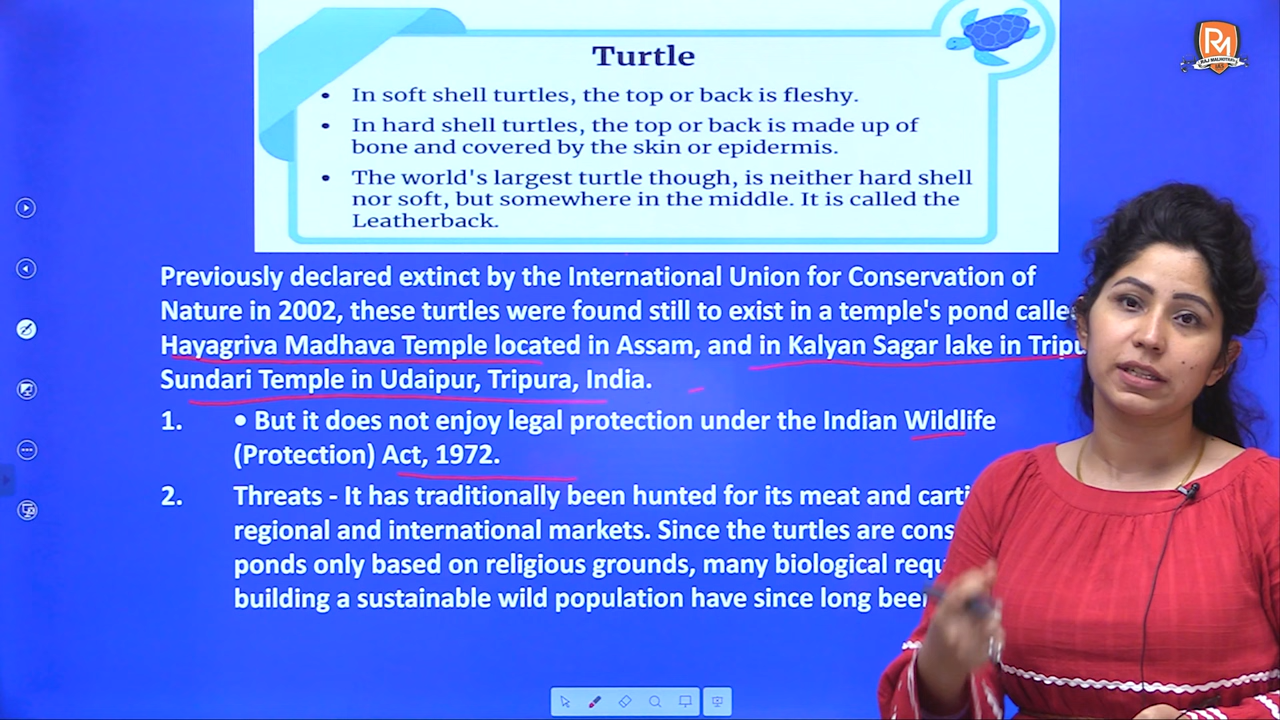 RM
RAJ MALHOTRA'S
IAS
Turtle
• In soft shell turtles, the top or back is fleshy.
• In hard shell turtles, the top or back is made up of
bone and covered by the skin or epidermis.
• The world's largest turtle though, is neither hard shell
nor soft, but somewhere in the middle. It is called the
Leatherback.
Previously declared extinct by the International Union for Conservation of
Nature in 2002, these turtles were found still to exist in a temple's pond
Hayagriva Madhava Temple located in Assam, and in Kalyan Sagar lake in
Sundari Temple in Udaipur, Tripura, India.
1. • But it does not enjoy legal protection under the Indian Wildlife
(Protection) Act, 1972.
2. Threats - It has traditionally been hunted for its meat and
regional and international markets. Since the turtles are
ponds only based on religious grounds, many biological
building a sustainable wild population have since long